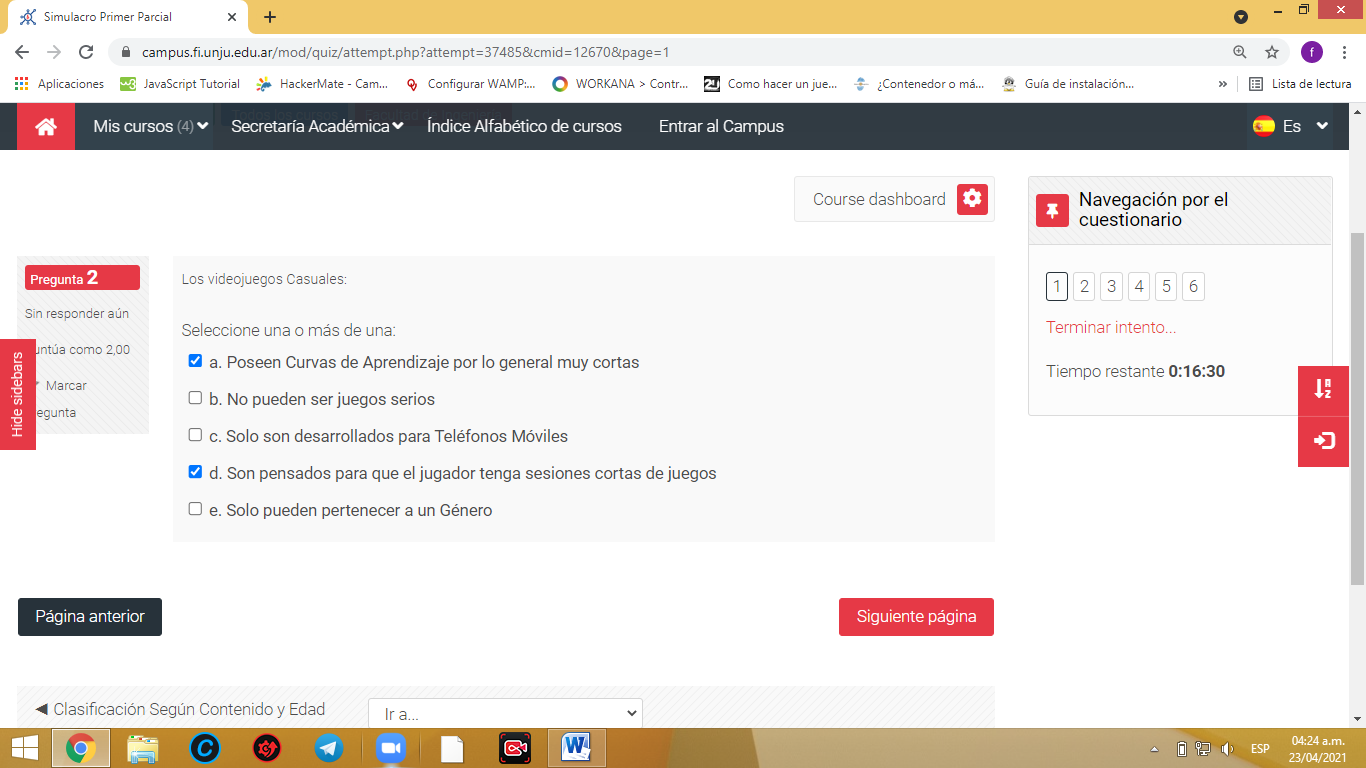 Simulacro Primer Parcial
campus.fi.unju.edu.ar/mod/quiz/attempt.php?attempt=37485&cmid=12670&page=1
f
Aplicaciones JavaScript Tutorial HackerMate - Cam... Configurar WAMP:... WORKANA > Contr... Como hacer un jue... ¿Contenedor o má... Guía de instalación... » Lista de lectura
Mis cursos (4) Secretaría Académica Índice Alfabético de cursos Entrar al Campus Es
Course dashboard
Navegación por el
cuestionario
1 2 3 4 5 6
Terminar intento...
Tiempo restante 0:16:30
Pregunta 2
Sin responder aún
untúa como 2,00
Marcar
egunta
Hide sidebars
Los videojuegos Casuales:
Seleccione una o más de una:
a. Poseen Curvas de Aprendizaje por lo general muy cortas
b. No pueden ser juegos serios
c. Solo son desarrollados para Teléfonos Móviles
d. Son pensados para que el jugador tenga sesiones cortas de juegos
e. Solo pueden pertenecer a un Género
Página anterior
Siguiente página
◄ Clasificación Según Contenido y Edad
Ir a...
ESP
04:24 a.m.
23/04/2021